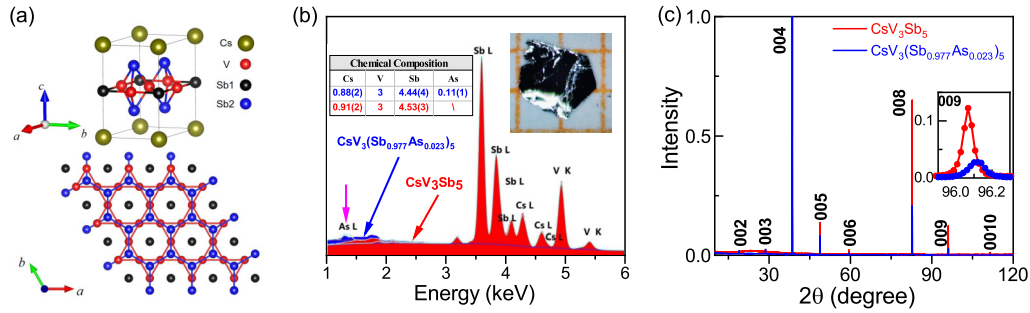 (a)
Cs
V
Sb1
Sb2
c
a
b
b
a
(b)
Chemical Composition
Cs V Sb As
0.88(2) 3 4.44(4) 0.11(1)
0.91(2) 3 4.53(3) \
CsV₃(Sb₀.₉₇₇As₀.₀₂₃)₅
CsV₃Sb₅
As L
Sb L
Sb L
Sb L
Sb L
Cs L
Cs L
Cs L
V K
V K
1 2 3 4 5 6
Energy (keV)
(c)
Intensity
1.0
0.5
0.0
CsV₃Sb₅
CsV₃(Sb₀.₉₇₇As₀.₀₂₃)₅
002
003
004
005
006
008
009
0010
009
0.1
0.0
96.0 96.2
30 60 90 120
2θ (degree)